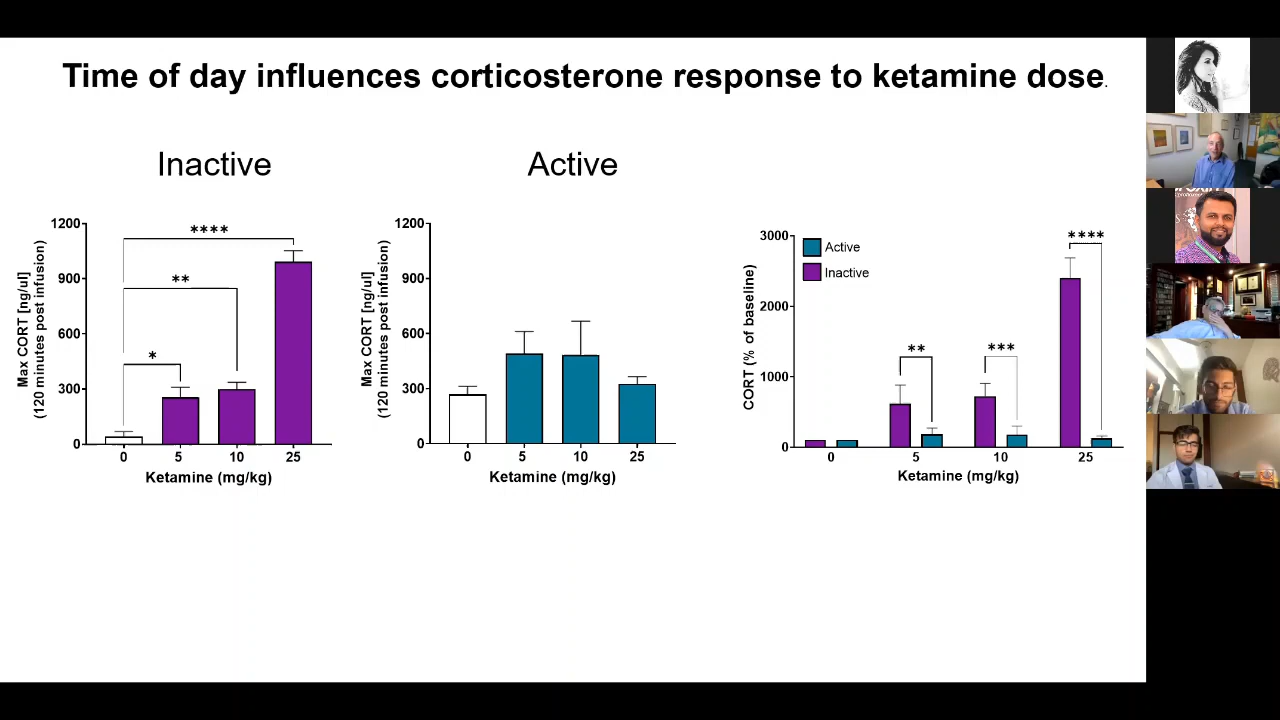 Time of day influences corticosterone response to ketamine dose.
Inactive
Active
1200
900
600
300
0
Max CORT [ng/ul]
(120 minutes post infusion)
****
**
*
0 5 10 25
Ketamine (mg/kg)
1200
900
600
300
0
Max CORT [ng/ul]
(120 minutes post infusion)
0 5 10 25
Ketamine (mg/kg)
3000
2000
1000
0
CORT (% of baseline)
Active
Inactive
**
***
****
0 5 10 25
Ketamine (mg/kg)